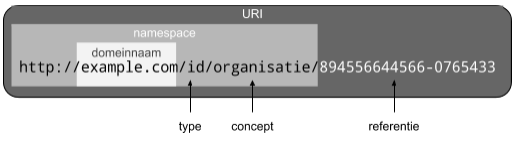 URI
namespace
domeinnaam
http://example.com/id/organisatie/894556644566-0765433
type concept referentie